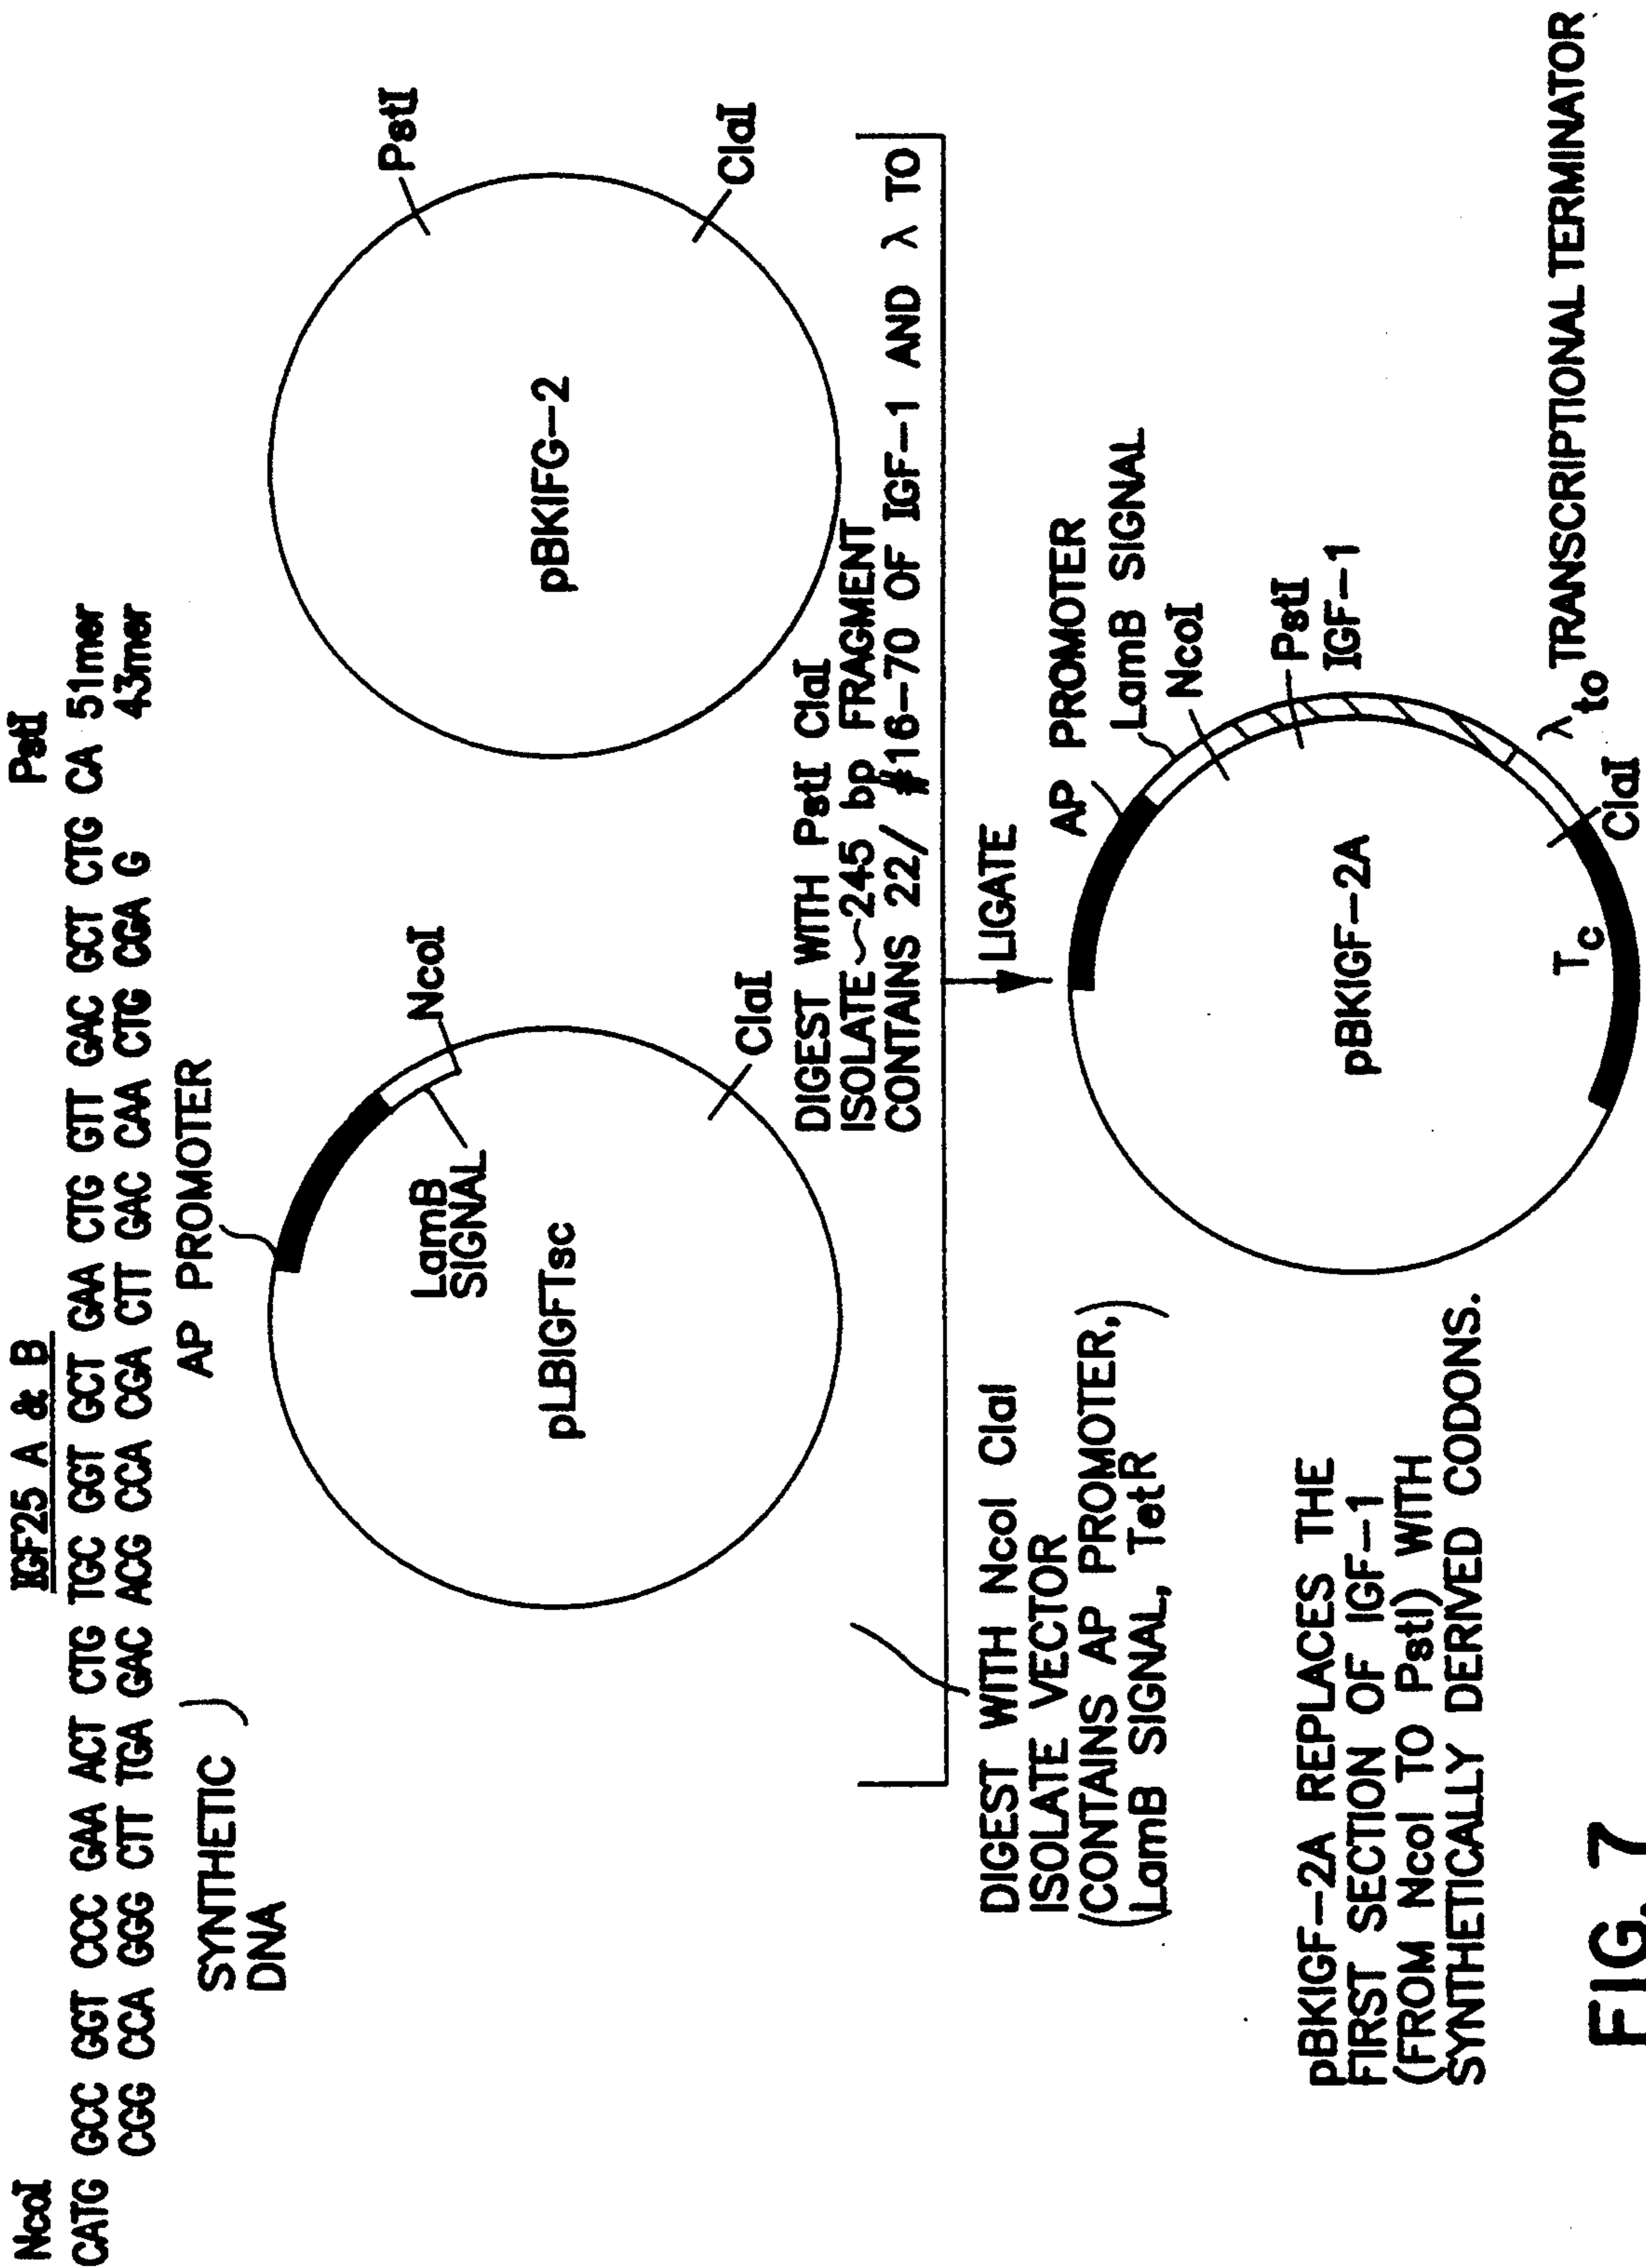 NcoI IGF25 A & B PstI
CATG GCC GGT CCC GAA ACT CTG TGC GGT GCT GAA CTG GTT GAC GCT CTG CA 51mer
CGG CCA GGG CTT TGA GAC ACG CCA CGA CTT GAC CAA CTG CGA G 43mer
SYNTHETIC
DNA
AP PROMOTER
LamB
SIGNAL
NcoI
pLBIGFTsc
ClaI
PstI
pBKIFG-2
ClaI
DIGEST WITH PstI ClaI
ISOLATE ~245 bp FRAGMENT
CONTAINS 22/ #16-70 OF IGF-1 AND λ TO
DIGEST WITH NcoI ClaI
ISOLATE VECTOR
(CONTAINS AP PROMOTER,
LamB SIGNAL, TetR)
LIGATE
AP PROMOTER
LamB SIGNAL
NcoI
PstI
IGF-1
pBKIGF-2A
Tc
ClaI
λto TRANSCRIPTIONAL TERMINATOR
pBKIGF-2A REPLACES THE
FIRST SECTION OF IGF-1
(FROM NcoI TO PstI) WITH
SYNTHETICALLY DERIVED CODONS.
FIG. 7